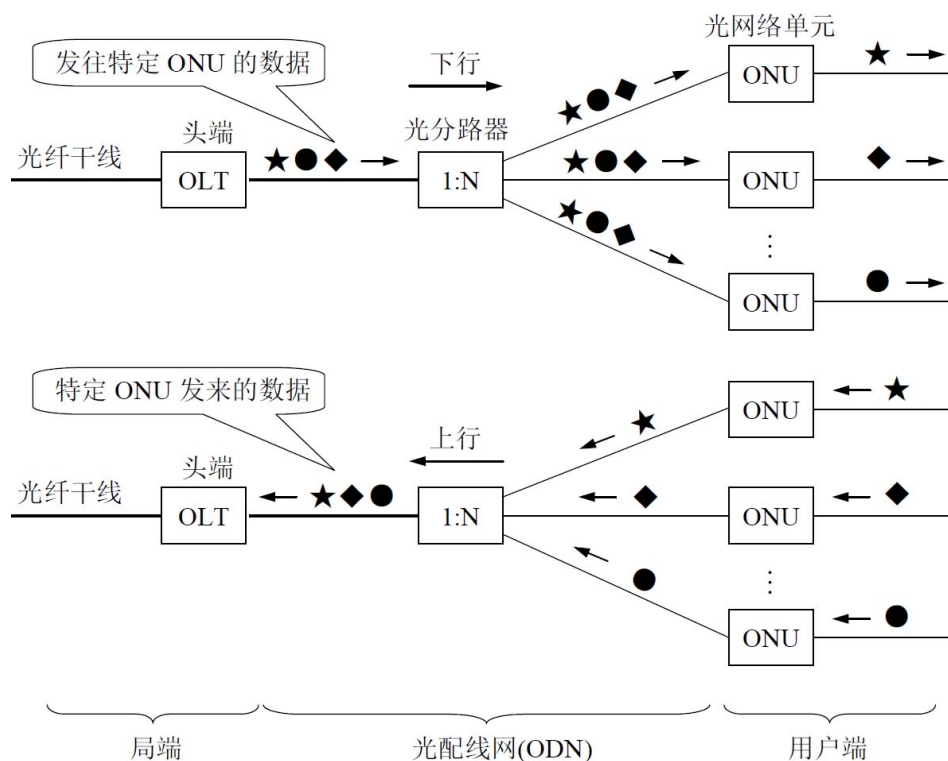 光网络单元
发往特定 ONU 的数据
下行
ONU
头端
光分路器
光纤干线
OLT
1:N
ONU
⋮
ONU
特定 ONU 发来的数据
上行
ONU
头端
光纤干线
OLT
1:N
ONU
⋮
ONU
局端
光配线网(ODN)
用户端